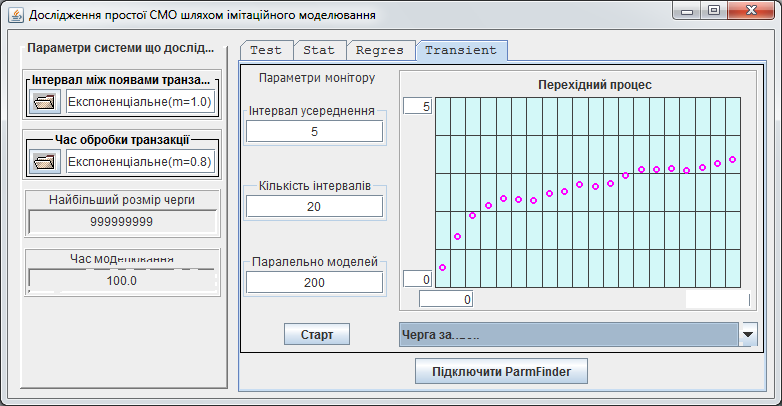 Дослідження простої СМО шляхом імітаційного моделювання
Параметри системи що дослід...
Test Stat Regres Transient
Інтервал між появами транза...
Експоненціальне(m=1.0)
Час обробки транзакції
Експоненціальне(m=0.8)
Найбільший розмір черги
999999999
Час моделювання
100.0
Параметри монітору
Інтервал усереднення
5
Кількість інтервалів
20
Паралельно моделей
200
Старт
Перехідний процес
5
0
0
Черга
Підключити ParmFinder